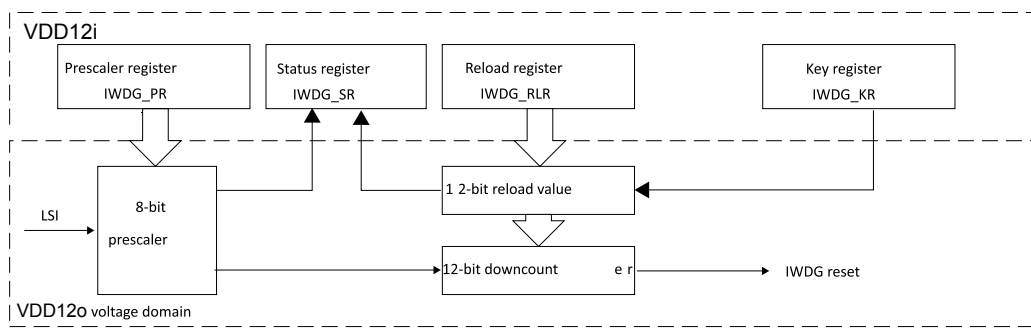 VDD12i
Prescaler register
IWDG_PR
Status register
IWDG_SR
Reload register
IWDG_RLR
Key register
IWDG_KR
LSI
8-bit
prescaler
1 2-bit reload value
12-bit downcount e r
IWDG reset
VDD12o voltage domain